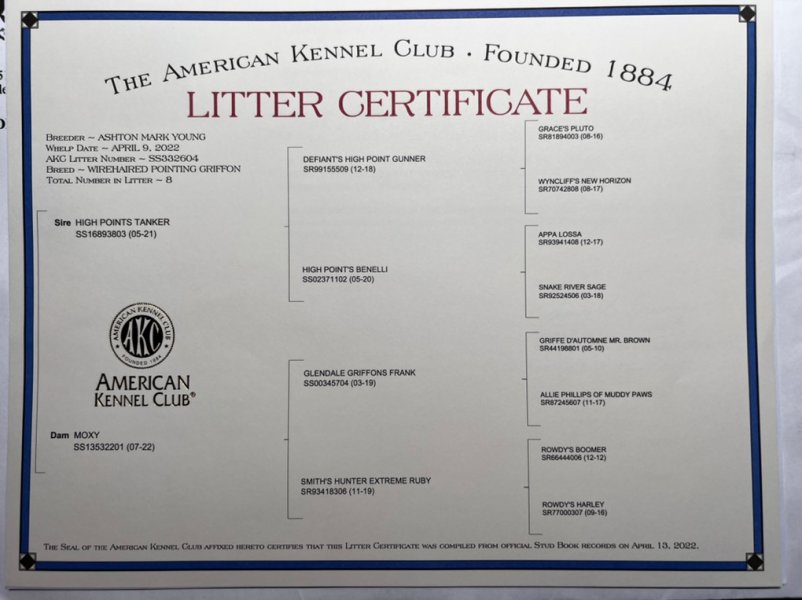 THE AMERICAN KENNEL CLUB · FOUNDED 1884
LITTER CERTIFICATE
BREEDER ~ ASHTON MARK YOUNG
WHELP DATE ~ APRIL 9, 2022
AKC LITTER NUMBER ~ SS332604
BREED ~ WIREHAIRED POINTING GRIFFON
TOTAL NUMBER IN LITTER ~ 8
Sire HIGH POINTS TANKER
SS16893803 (05-21)
AMERICAN KENNEL CLUB
AKC
FOUNDED 1884
AMERICAN
KENNEL CLUB®
Dam MOXY
SS13532201 (07-22)
DEFIANT'S HIGH POINT GUNNER
SR99155509 (12-18)
HIGH POINT'S BENELLI
SS02371102 (05-20)
GLENDALE GRIFFONS FRANK
SS00345704 (03-19)
SMITH'S HUNTER EXTREME RUBY
SR93418306 (11-19)
GRACE'S PLUTO
SR81894003 (08-16)
WYNCLIFF'S NEW HORIZON
SR70742808 (08-17)
APPA LOSSA
SR93941408 (12-17)
SNAKE RIVER SAGE
SR92524506 (03-18)
GRIFFE D'AUTOMNE MR. BROWN
SR44198801 (05-10)
ALLIE PHILLIPS OF MUDDY PAWS
SR87245607 (11-17)
ROWDY'S BOOMER
SR66444006 (12-12)
ROWDY'S HARLEY
SR77000307 (09-16)
THE SEAL OF THE AMERICAN KENNEL CLUB AFFIXED HERETO CERTIFIES THAT THIS LITTER CERTIFICATE WAS COMPILED FROM OFFICIAL STUD BOOK RECORDS ON APRIL 13, 2022.